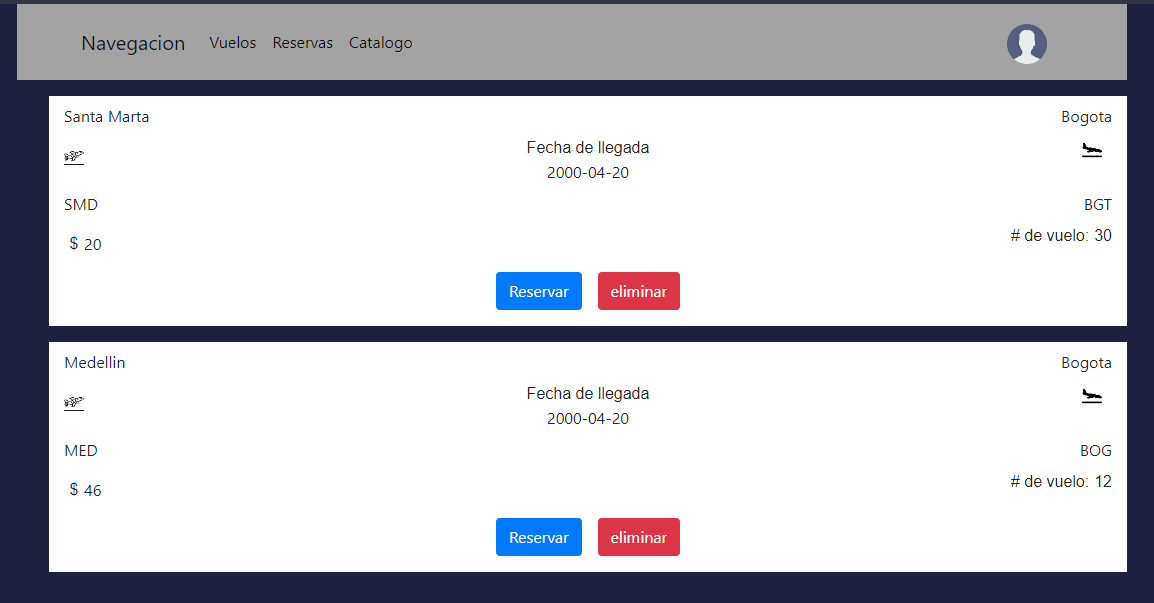 Navegacion Vuelos Reservas Catalogo
Santa Marta Bogota
Fecha de llegada
2000-04-20
SMD BGT
$ 20 # de vuelo: 30
Reservar eliminar
Medellin Bogota
Fecha de llegada
2000-04-20
MED BOG
$ 46 # de vuelo: 12
Reservar eliminar